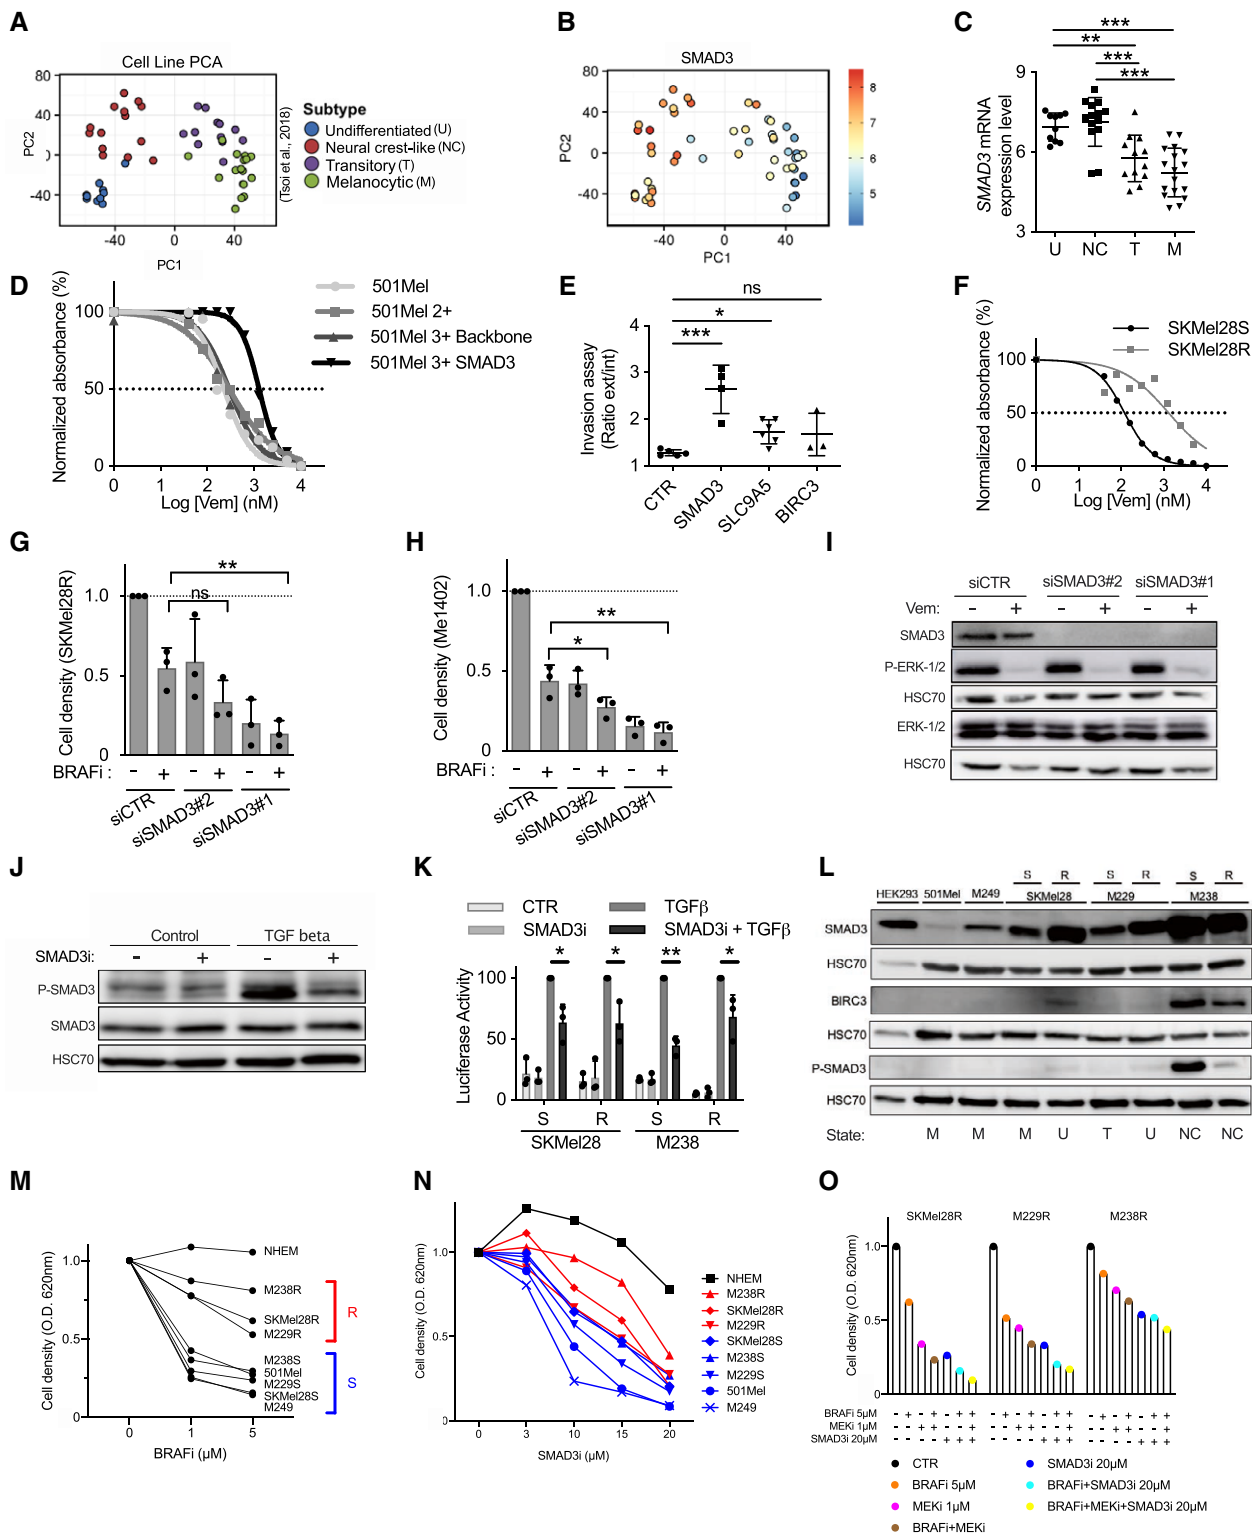 A
Cell Line PCA
80
40
0
-40
PC2
-40
0
40
PC1
Subtype
Undifferentiated (U)
Neural crest-like (NC)
Transitory (T)
Melanocytic (M)
(Tsoi et al., 2018)
B
SMAD3
80
40
0
-40
PC2
-40
0
40
PC1
8
7
6
5
C
***
**
***
***
9
6
3
SMAD3 mRNA
expression level
U
NC
T
M
D
Normalized absorbance (%)
100
50
0
0
1
2
3
4
Log [Vem] (nM)
501Mel
501Mel 2+
501Mel 3+ Backbone
501Mel 3+ SMAD3
E
ns
*
***
4
3
2
1
Invasion assay
(Ratio ext/int)
CTR
SMAD3
SLC9A5
BIRC3
F
SKMel28S
SKMel28R
Normalized absorbance (%)
100
50
0
0
1
2
3
4
Log [Vem] (nM)
G
**
ns
1.0
0.5
0
Cell density (SKMel28R)
BRAFi : - + - + - +
siCTR
siSMAD3#2
siSMAD3#1
H
**
*
1.0
0.5
0
Cell density (Me1402)
BRAFi : - + - + - +
siCTR
siSMAD3#2
siSMAD3#1
I
siCTR siSMAD3#2 siSMAD3#1
Vem: - + - + - +
SMAD3
P-ERK-1/2
HSC70
ERK-1/2
HSC70
J
Control TGF beta
SMAD3i: - + - +
P-SMAD3
SMAD3
HSC70
K
CTR
SMAD3i
TGFβ
SMAD3i + TGFβ
* * ** *
100
50
0
Luciferase Activity
S R S R
SKMel28 M238
L
S R S R S R
HEK293 501Mel M249 SKMel28 M229 M238
SMAD3
HSC70
BIRC3
HSC70
P-SMAD3
HSC70
State: M M M U T U NC NC
M
1.0
0.5
0
Cell density (O.D. 620nm)
0
1
5
BRAFi (μM)
NHEM
M238R
SKMel28R
M229R
M238S
501Mel
M229S
SKMel28S
M249
R
S
N
1.0
0.5
0
Cell density (O.D. 620nm)
0
3
10
15
20
SMAD3i (μM)
NHEM
M238R
SKMel28R
M229R
SKMel28S
M238S
M229S
501Mel
M249
O
SKMel28R M229R M238R
1.0
0.5
0
Cell density (O.D. 620nm)
BRAFi 5μM - + - + - + + - + - + - + + - + - + - + +
MEKi 1μM - - + + - - + - - + + - - + - - + + - - +
SMAD3i 20μM - - - - + + + - - - - + + + - - - - + + +
CTR
BRAFi 5μM
MEKi 1μM
BRAFi+MEKi
SMAD3i 20μM
BRAFi+SMAD3i 20μM
BRAFi+MEKi+SMAD3i 20μM